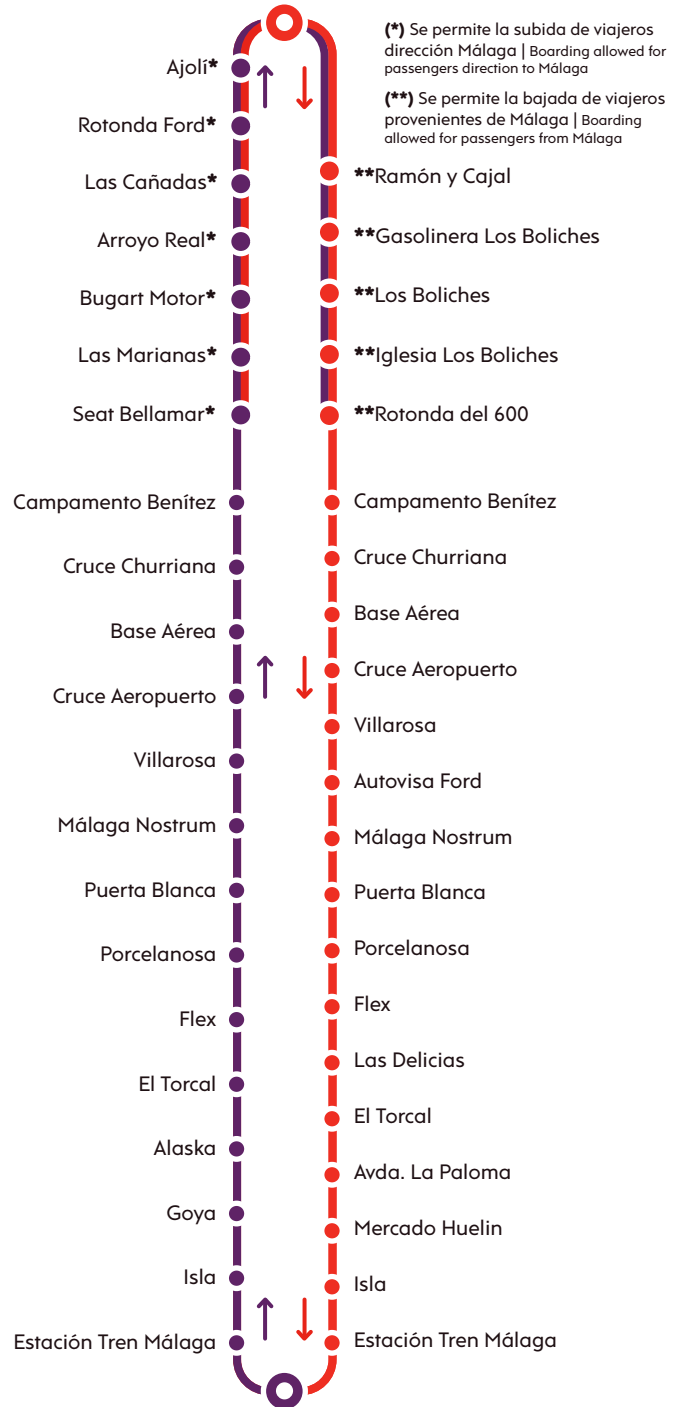 (*) Se permite la subida de viajeros
dirección Málaga | Boarding allowed for
passengers direction to Málaga
(**) Se permite la bajada de viajeros
provenientes de Málaga | Boarding
allowed for passengers from Málaga
Ajolí*
Rotonda Ford*
Las Cañadas*
Arroyo Real*
Bugart Motor*
Las Marianas*
Seat Bellamar*
Campamento Benítez
Cruce Churriana
Base Aérea
Cruce Aeropuerto
Villarosa
Málaga Nostrum
Puerta Blanca
Porcelanosa
Flex
El Torcal
Alaska
Goya
Isla
Estación Tren Málaga
**Ramón y Cajal
**Gasolinera Los Boliches
**Los Boliches
**Iglesia Los Boliches
**Rotonda del 600
Campamento Benítez
Cruce Churriana
Base Aérea
Cruce Aeropuerto
Villarosa
Autovisa Ford
Málaga Nostrum
Puerta Blanca
Porcelanosa
Flex
Las Delicias
El Torcal
Avda. La Paloma
Mercado Huelin
Isla
Estación Tren Málaga